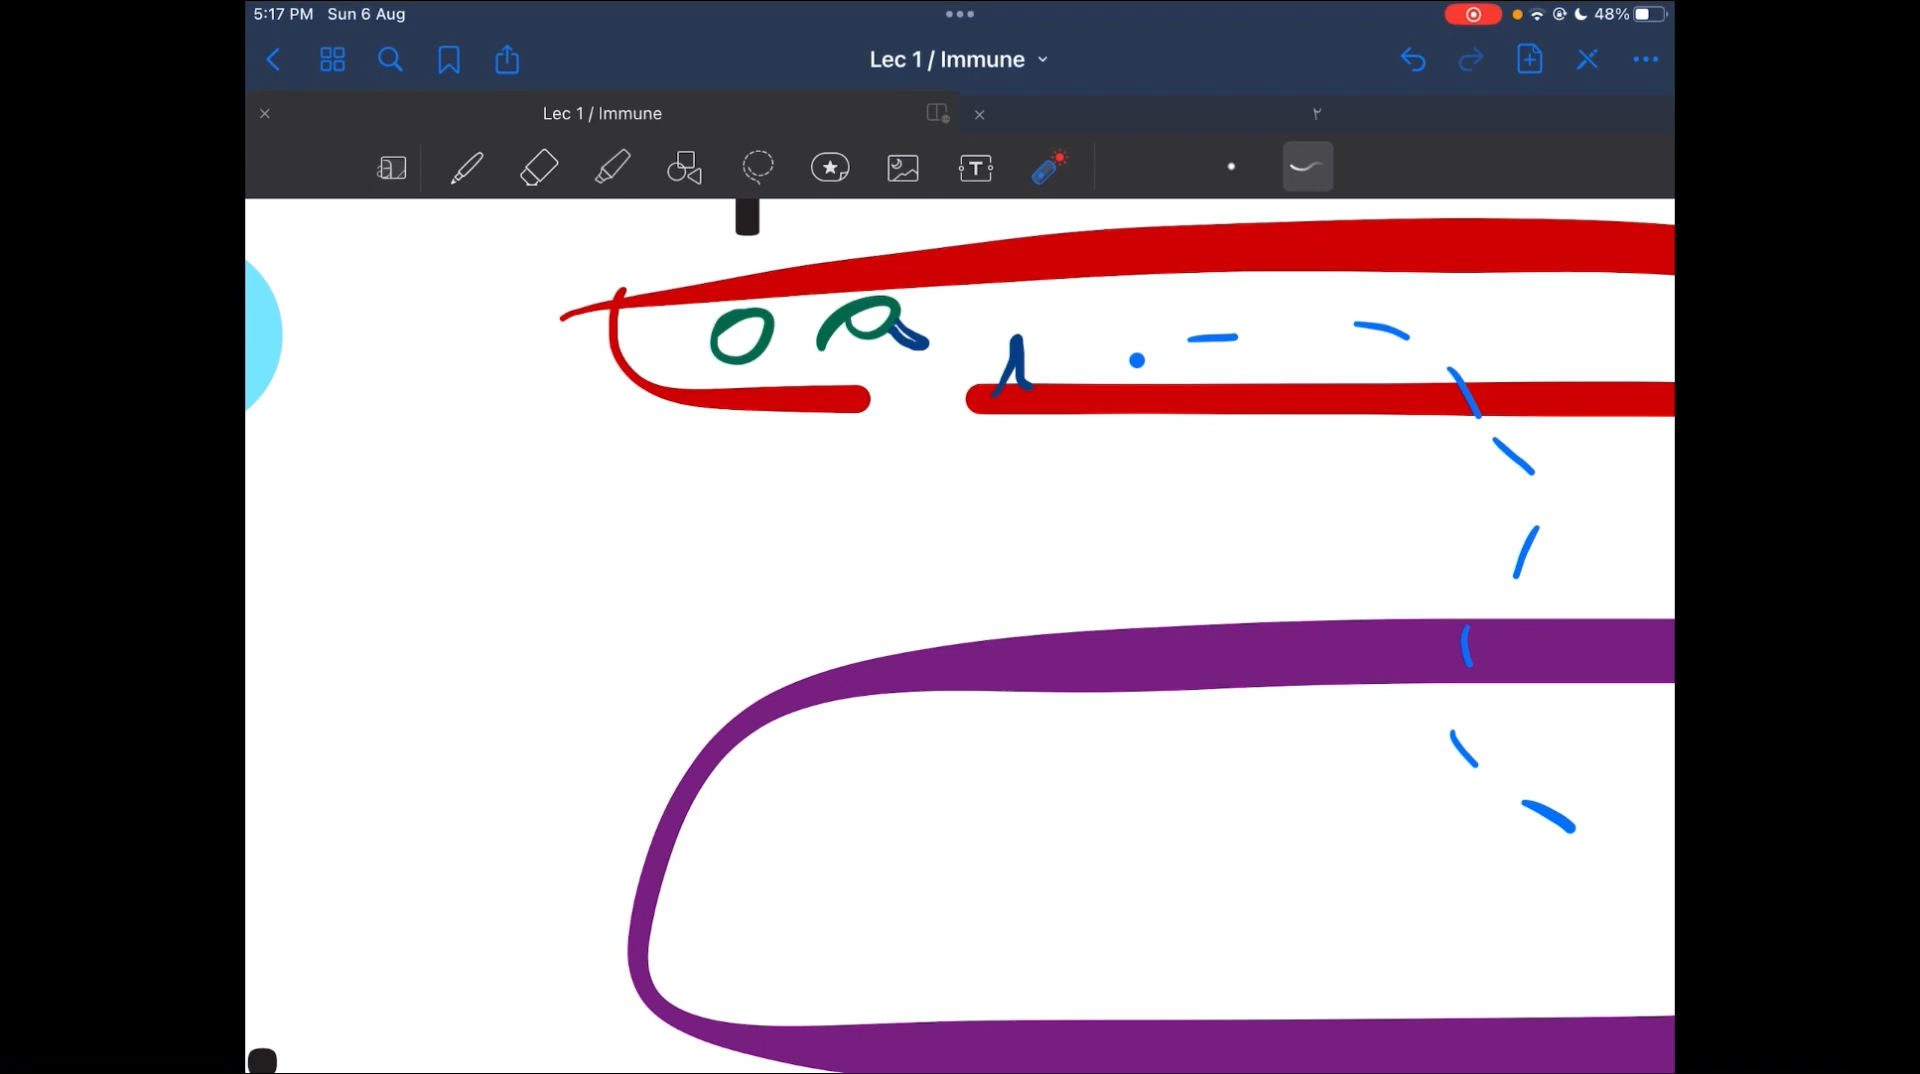 5:17 PM Sun 6 Aug
48%
Lec 1 / Immune
Lec 1 / Immune
٢
T